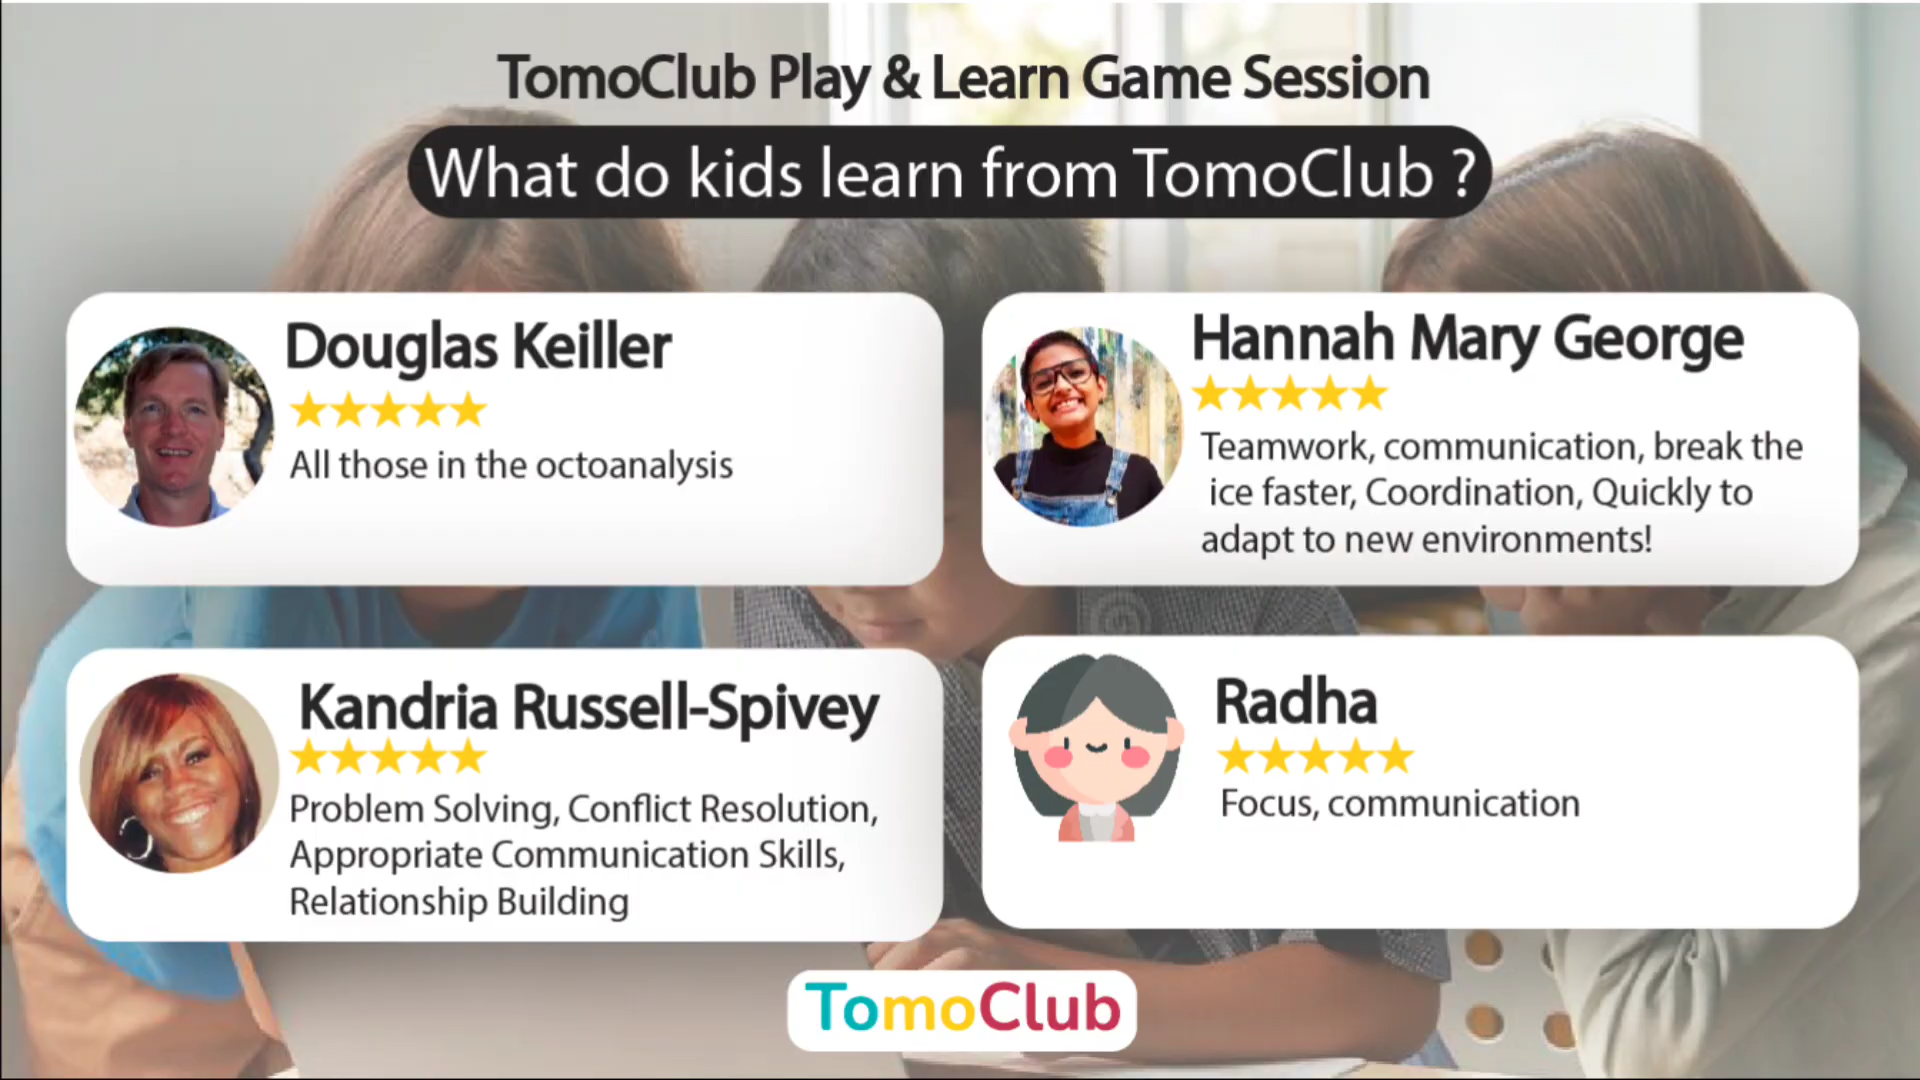 TomoClub Play & Learn Game Session
What do kids learn from TomoClub ?
Douglas Keiller
All those in the octoanalysis
Hannah Mary George
Teamwork, communication, break the
ice faster, Coordination, Quickly to
adapt to new environments!
Kandria Russell-Spivey
Problem Solving, Conflict Resolution,
Appropriate Communication Skills,
Relationship Building
Radha
Focus, communication
TomoClub